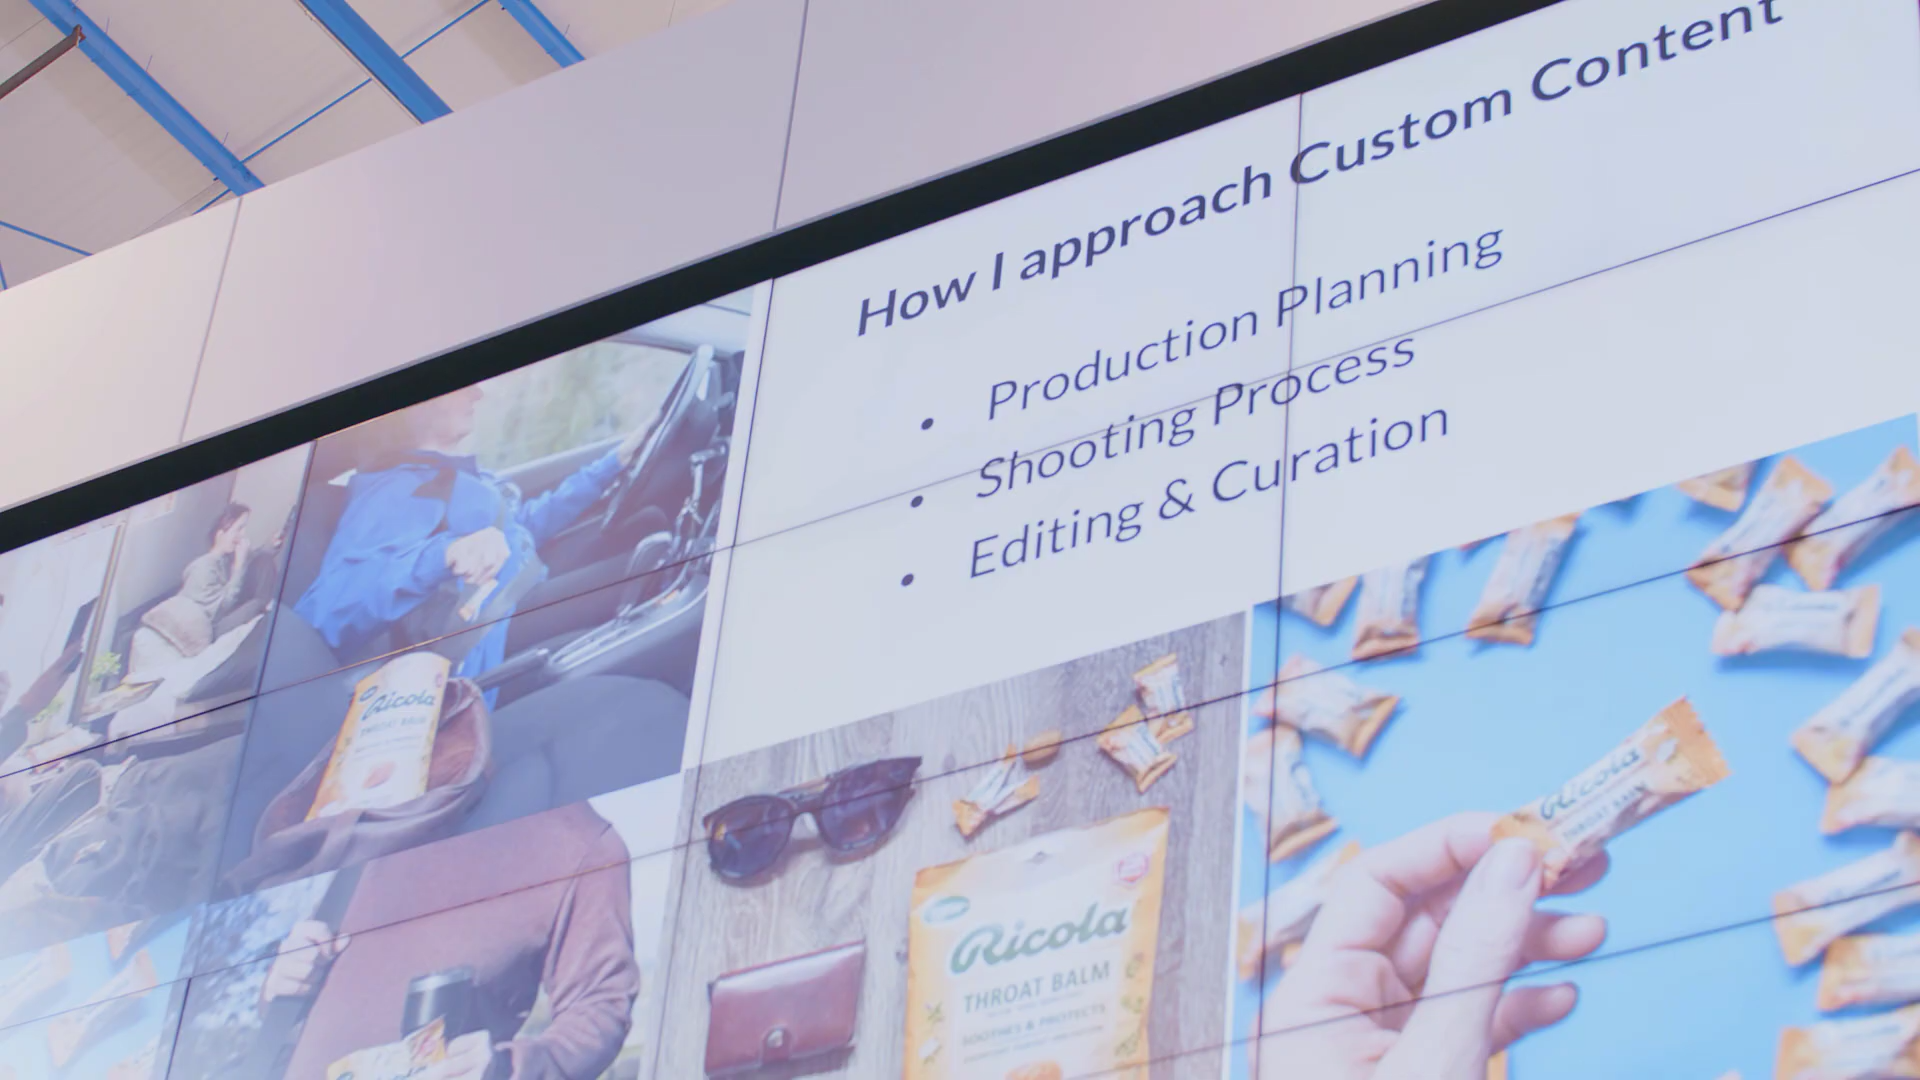 How I approach Custom Content
• Production Planning
• Shooting Process
• Editing & Curation
Ricola
THROAT BALM
Ricola
THROAT BALM
Ricola
THROAT BALM
SOOTHES & PROTECTS